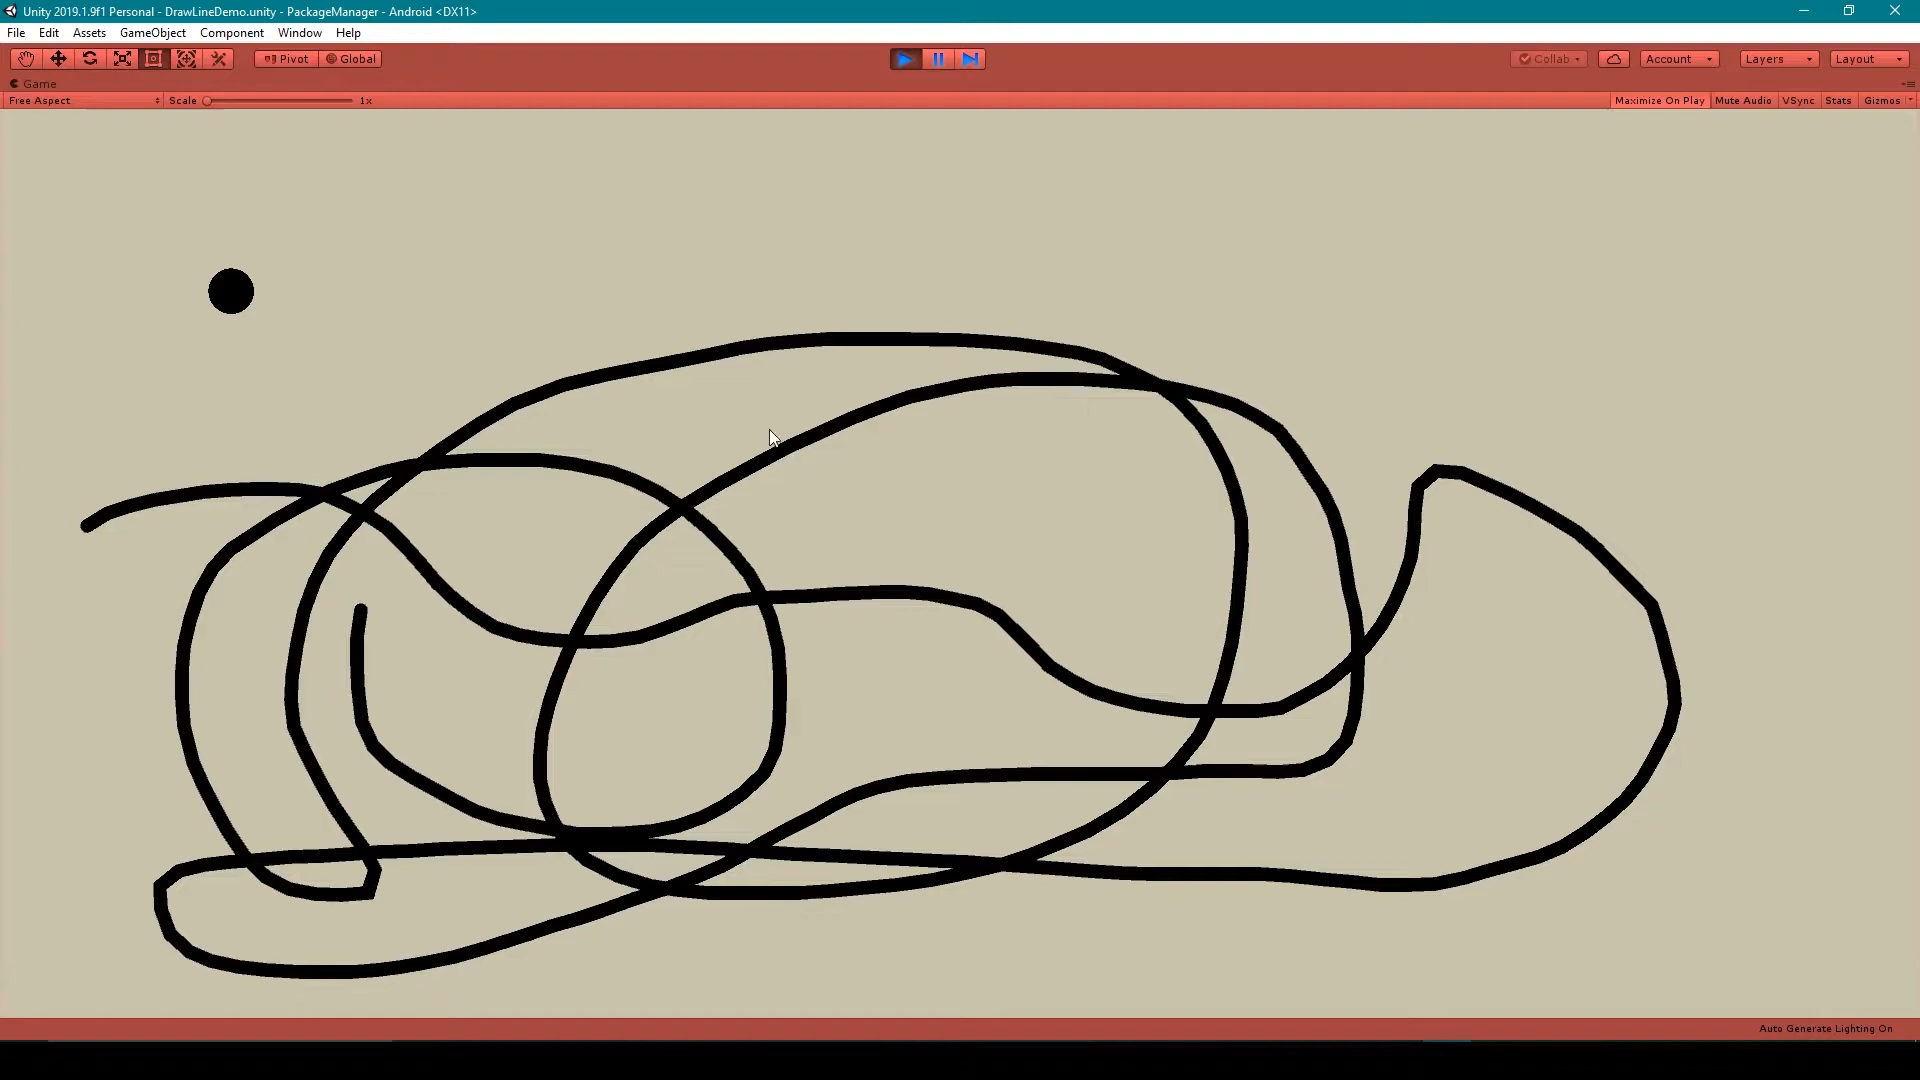 Unity 2019.1.9f1 Personal - DrawLineDemo.unity - PackageManager - Android <DX11>
File Edit Assets GameObject Component Window Help
Pivot Global Collab Account Layers Layout
Game
Free Aspect Scale 1x Maximize On Play Mute Audio VSync Stats Gizmos
Auto Generate Lighting On